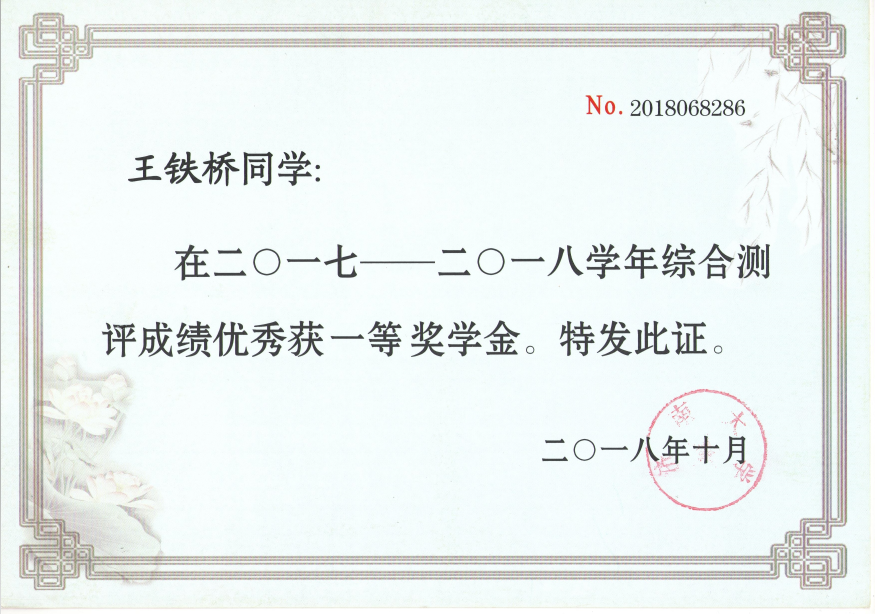 No. 2018068286
王铁桥同学:
在二〇一七——二〇一八学年综合测
评成绩优秀获一等奖学金。特发此证。
二〇一八年十月
西南大学